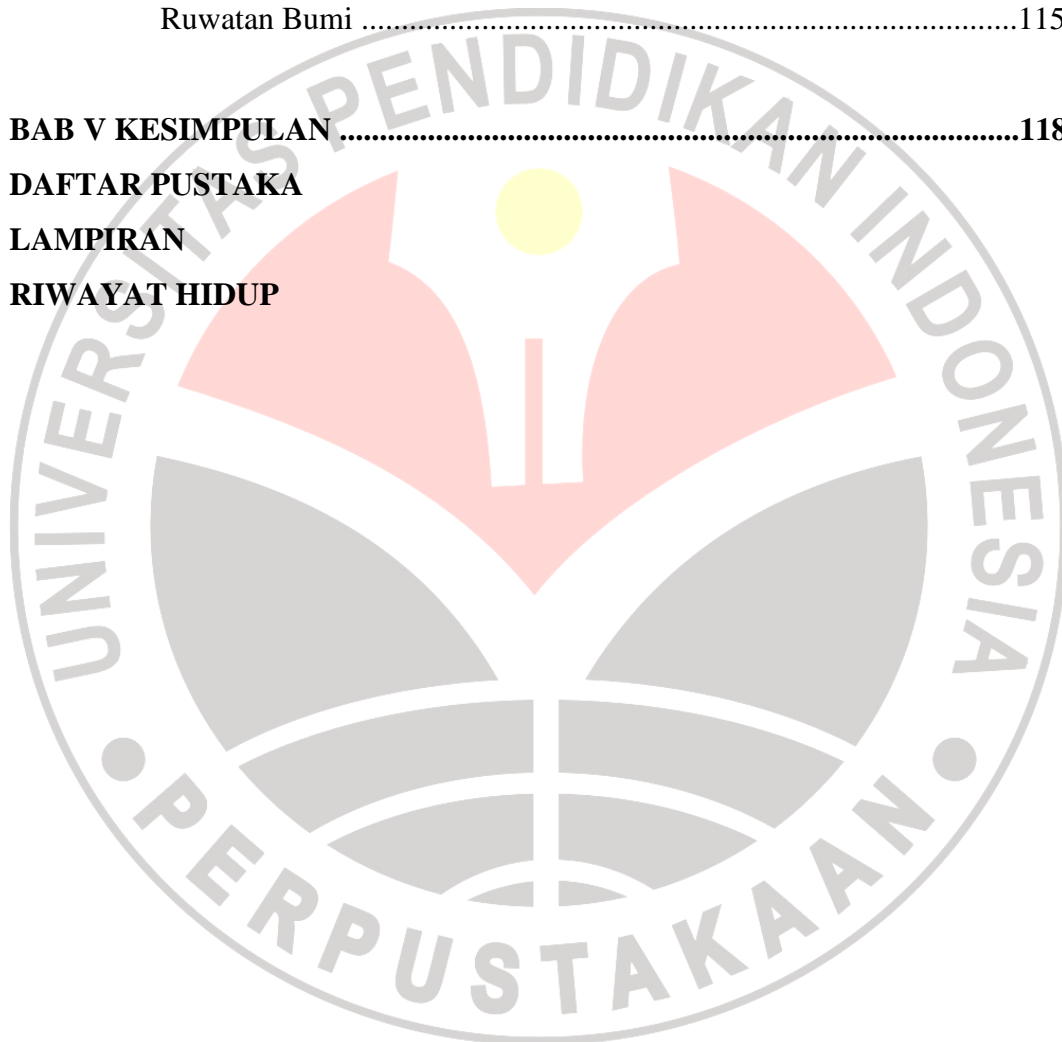 Ruwatan Bumi ..................................................................................115
BAB V KESIMPULAN ...................................................................................118
DAFTAR PUSTAKA
LAMPIRAN
RIWAYAT HIDUP
UNIVERSITAS PENDIDIKAN INDONESIA
PERPUSTAKAAN